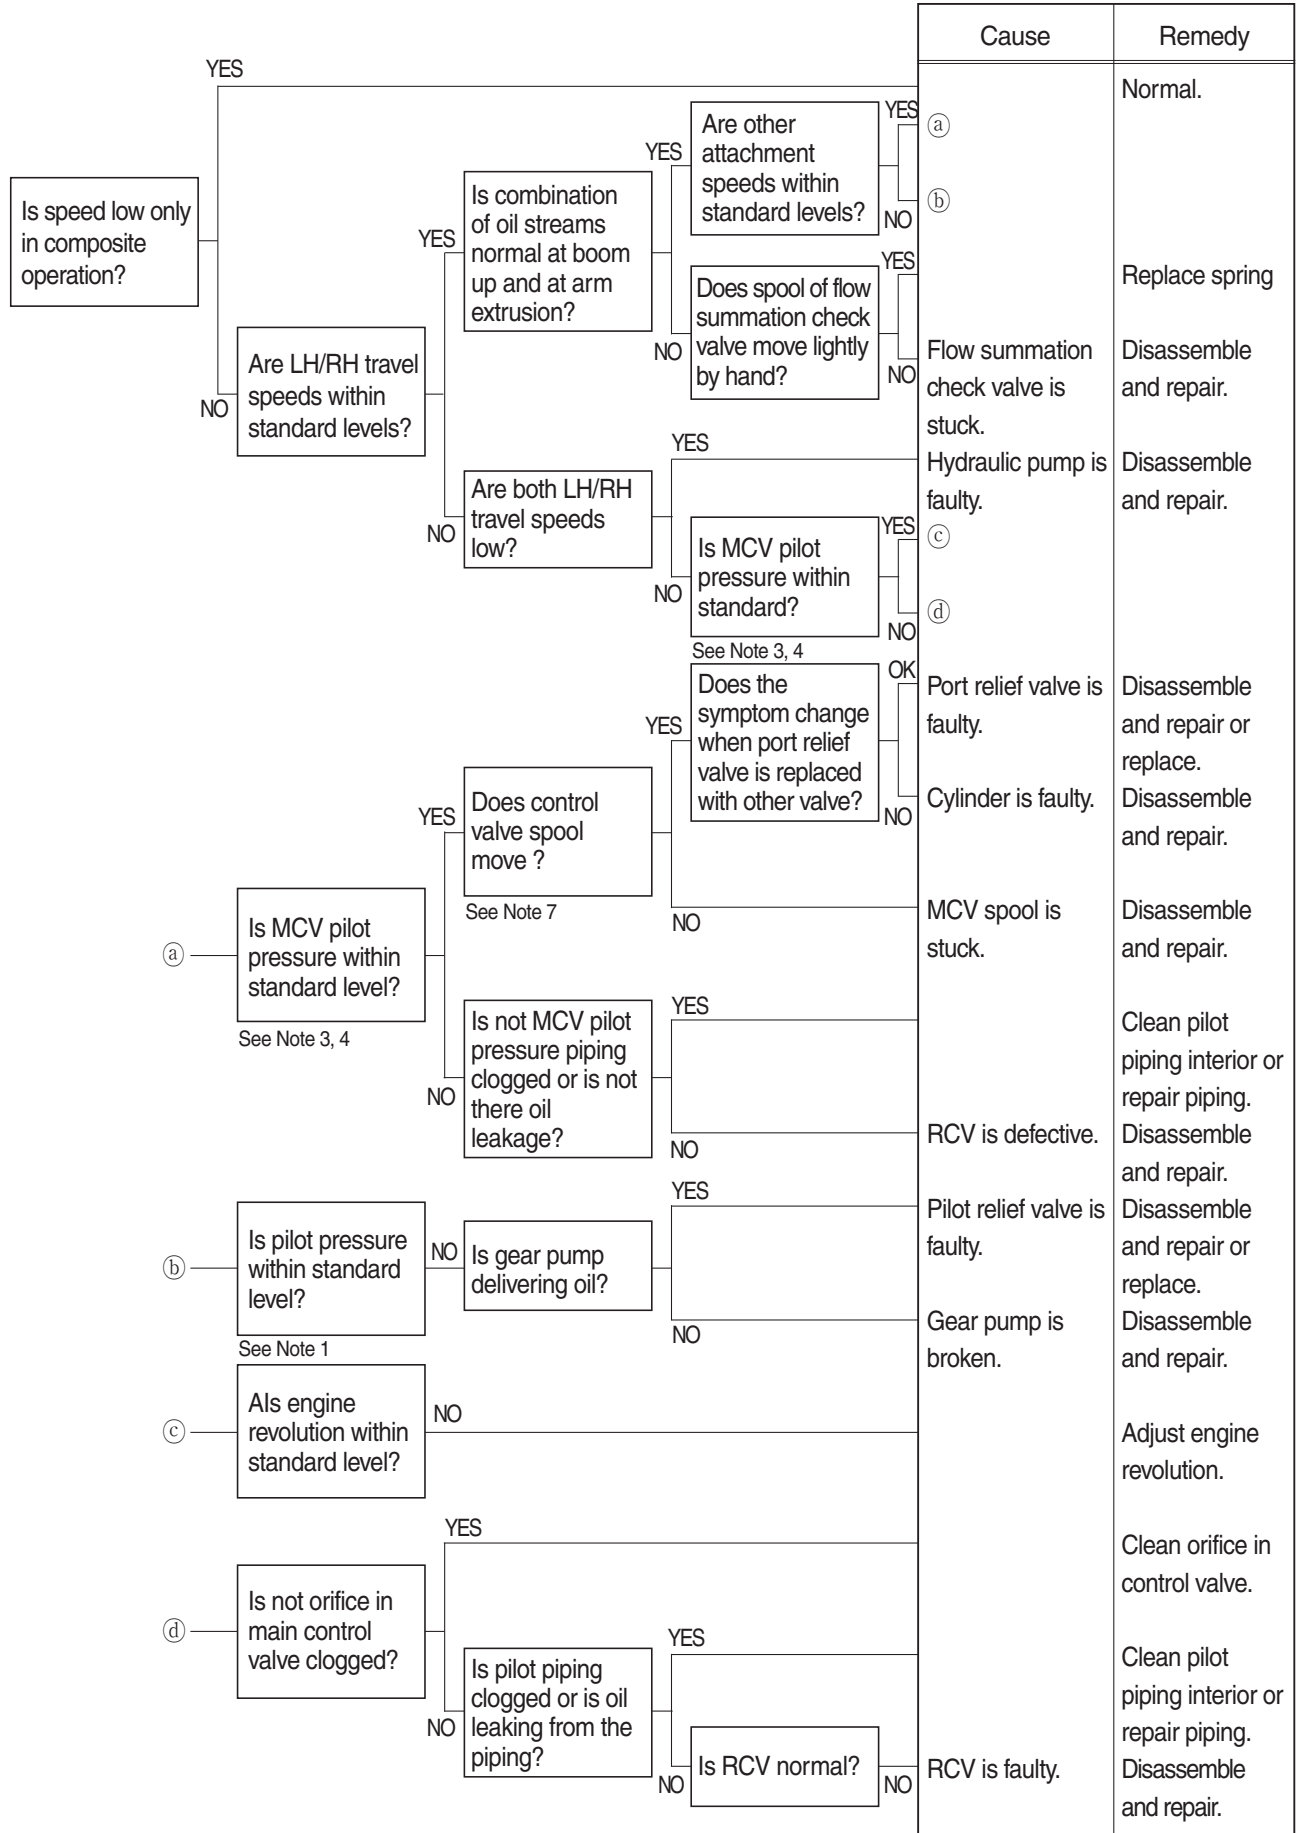 Cause
Remedy
YES
Normal.
Is speed low only
in composite
operation?
NO
Are LH/RH travel
speeds within
standard levels?
YES
Is combination
of oil streams
normal at boom
up and at arm
extrusion?
YES
Are other
attachment
speeds within
standard levels?
YES
ⓐ
ⓑ
NO
NO
Does spool of flow
summation check
valve move lightly
by hand?
YES
Replace spring
NO
Flow summation
check valve is
stuck.
Disassemble
and repair.
NO
Are both LH/RH
travel speeds
low?
YES
Hydraulic pump is
faulty.
Disassemble
and repair.
NO
Is MCV pilot
pressure within
standard?
See Note 3, 4
YES
ⓒ
ⓓ
NO
ⓐ
Is MCV pilot
pressure within
standard level?
See Note 3, 4
YES
Does control
valve spool
move ?
See Note 7
YES
Does the
symptom change
when port relief
valve is replaced
with other valve?
OK
Port relief valve is
faulty.
Disassemble
and repair or
replace.
NO
Cylinder is faulty.
Disassemble
and repair.
NO
MCV spool is
stuck.
Disassemble
and repair.
NO
Is not MCV pilot
pressure piping
clogged or is not
there oil
leakage?
YES
Clean pilot
piping interior or
repair piping.
NO
RCV is defective.
Disassemble
and repair.
ⓑ
Is pilot pressure
within standard
level?
See Note 1
NO
Is gear pump
delivering oil?
YES
Pilot relief valve is
faulty.
Disassemble
and repair or
replace.
NO
Gear pump is
broken.
Disassemble
and repair.
ⓒ
AIs engine
revolution within
standard level?
NO
Adjust engine
revolution.
ⓓ
Is not orifice in
main control
valve clogged?
YES
Clean orifice in
control valve.
NO
Is pilot piping
clogged or is oil
leaking from the
piping?
YES
Clean pilot
piping interior or
repair piping.
NO
Is RCV normal?
NO
RCV is faulty.
Disassemble
and repair.